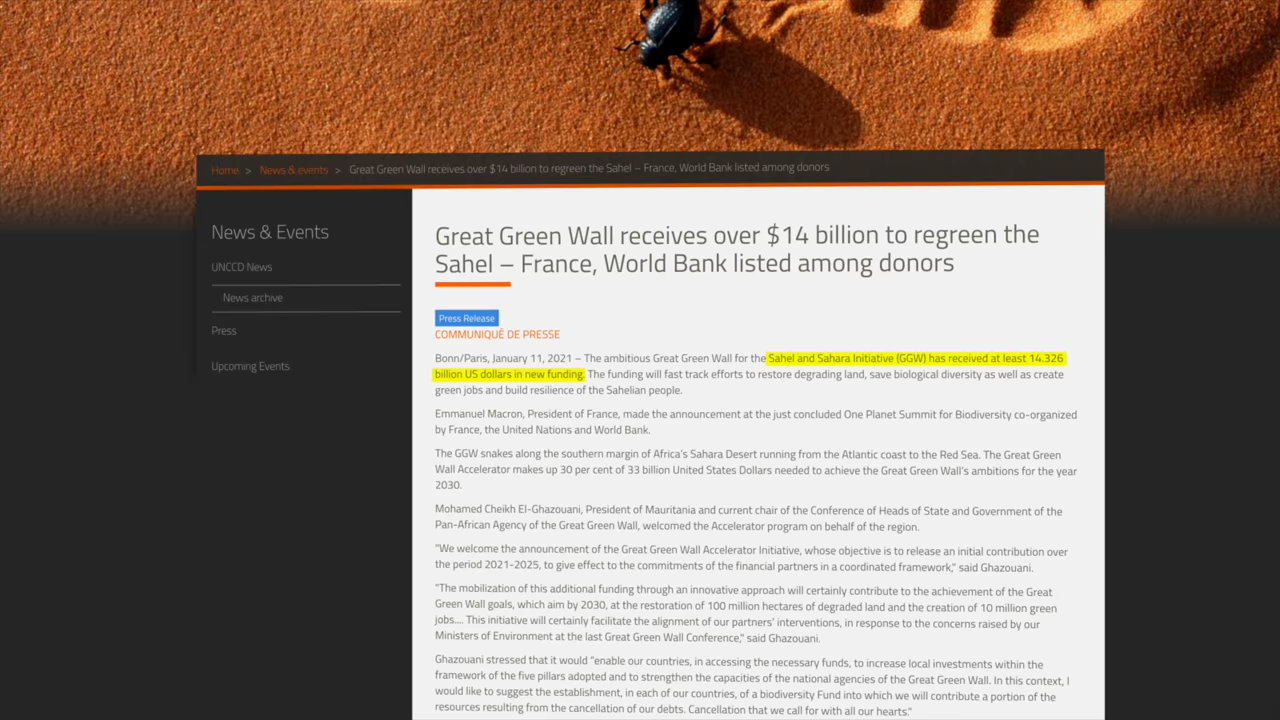 Home > News & events > Great Green Wall receives over $14 billion to regreen the Sahel – France, World Bank listed among donors
News & Events
UNCCD News
News archive
Press
Upcoming Events
Great Green Wall receives over $14 billion to regreen the
Sahel – France, World Bank listed among donors
Press Release
COMMUNIQUÉ DE PRESSE
Bonn/Paris, January 11, 2021 – The ambitious Great Green Wall for the Sahel and Sahara Initiative (GGW) has received at least 14.326
billion US dollars in new funding. The funding will fast track efforts to restore degrading land, save biological diversity as well as create
green jobs and build resilience of the Sahelian people.
Emmanuel Macron, President of France, made the announcement at the just concluded One Planet Summit for Biodiversity co-organized
by France, the United Nations and World Bank.
The GGW snakes along the southern margin of Africa's Sahara Desert running from the Atlantic coast to the Red Sea. The Great Green
Wall Accelerator makes up 30 per cent of 33 billion United States Dollars needed to achieve the Great Green Wall's ambitions for the year
2030.
Mohamed Cheikh El-Ghazouani, President of Mauritania and current chair of the Conference of Heads of State and Government of the
Pan-African Agency of the Great Green Wall, welcomed the Accelerator program on behalf of the region.
"We welcome the announcement of the Great Green Wall Accelerator Initiative, whose objective is to release an initial contribution over
the period 2021-2025, to give effect to the commitments of the financial partners in a coordinated framework," said Ghazouani.
"The mobilization of this additional funding through an innovative approach will certainly contribute to the achievement of the Great
Green Wall goals, which aim by 2030, at the restoration of 100 million hectares of degraded land and the creation of 10 million green
jobs.... This initiative will certainly facilitate the alignment of our partners' interventions, in response to the concerns raised by our
Ministers of Environment at the last Great Green Wall Conference," said Ghazouani.
Ghazouani stressed that it would "enable our countries, in accessing the necessary funds, to increase local investments within the
framework of the five pillars adopted and to strengthen the capacities of the national agencies of the Great Green Wall. In this context, I
would like to suggest the establishment, in each of our countries, of a biodiversity Fund into which we will contribute a portion of the
resources resulting from the cancellation of our debts. Cancellation that we call for with all our hearts."